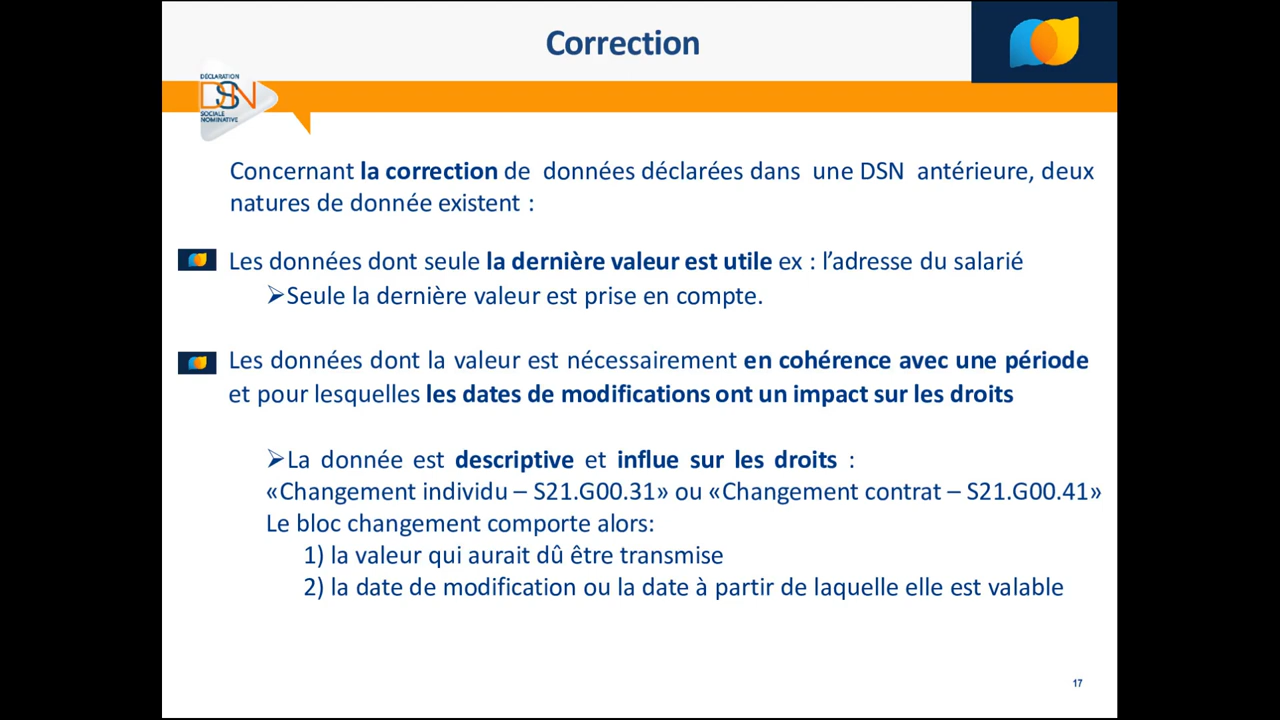 Correction
DÉCLARATION
DSN
SOCIALE
NOMINATIVE
Concernant la correction de données déclarées dans une DSN antérieure, deux
natures de donnée existent :
Les données dont seule la dernière valeur est utile ex : l’adresse du salarié
➢Seule la dernière valeur est prise en compte.
Les données dont la valeur est nécessairement en cohérence avec une période
et pour lesquelles les dates de modifications ont un impact sur les droits
➢La donnée est descriptive et influe sur les droits :
«Changement individu – S21.G00.31» ou «Changement contrat – S21.G00.41»
Le bloc changement comporte alors:
1) la valeur qui aurait dû être transmise
2) la date de modification ou la date à partir de laquelle elle est valable
17